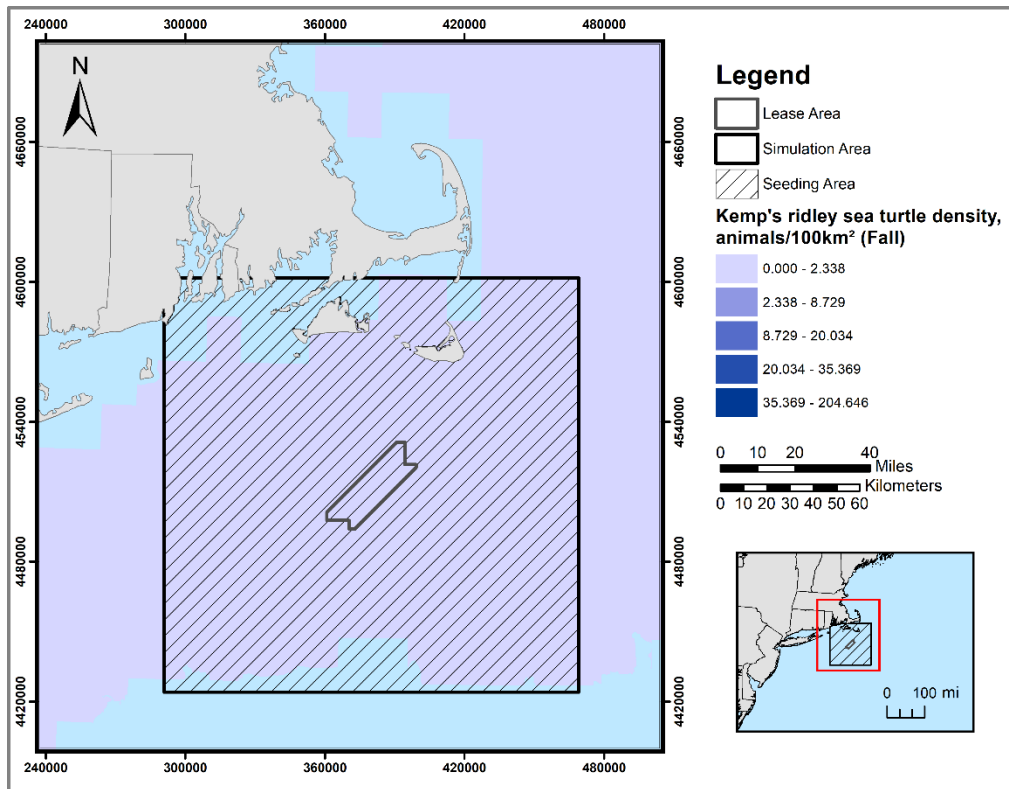 240000 300000 360000 420000 480000
N
4660000 4660000
4600000 4600000
4540000 4540000
4480000 4480000
4420000 4420000
240000 300000 360000 420000 480000
Legend
Lease Area
Simulation Area
Seeding Area
Kemp's ridley sea turtle density,
animals/100km² (Fall)
0.000 - 2.338
2.338 - 8.729
8.729 - 20.034
20.034 - 35.369
35.369 - 204.646
0 10 20 40
Miles
Kilometers
0 10 20 30 40 50 60
0 100 mi